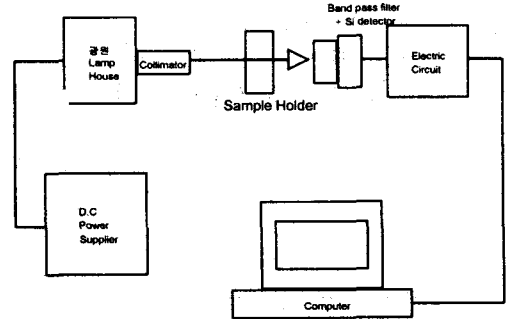 Band pass filter
+ Si detector
광원
Lamp
House
Collimator
Electric
Circuit
Sample Holder
D.C
Power
Supplier
Computer